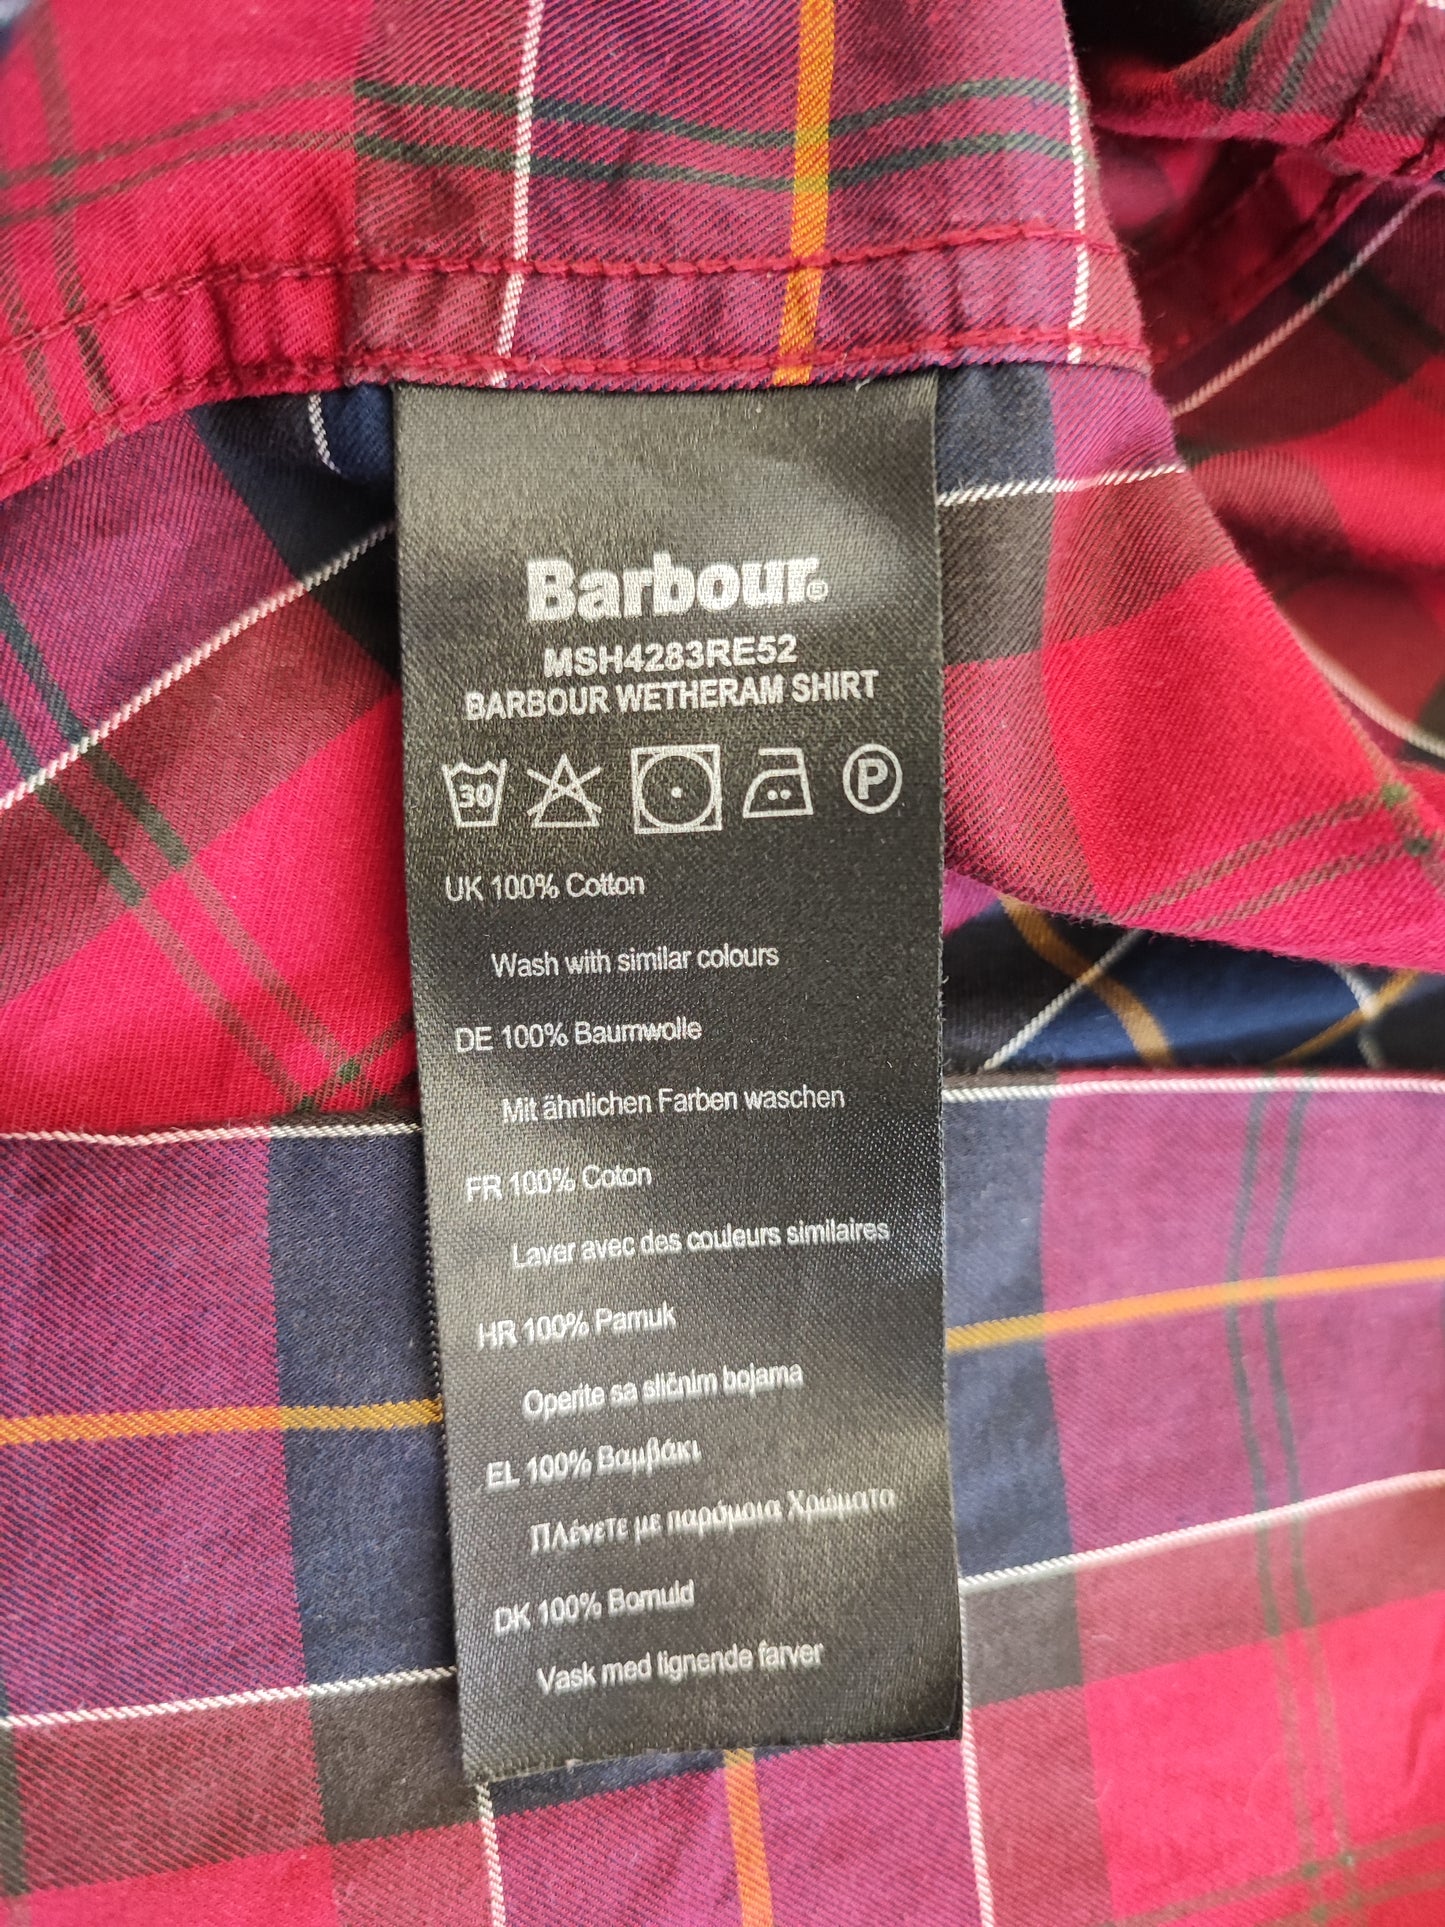 Barbour®
MSH4283RE52
BARBOUR WETHERAM SHIRT
30 P
UK 100% Cotton
Wash with similar colours
DE 100% Baumwolle
Mit ähnlichen Farben waschen
FR 100% Coton
Laver avec des couleurs similaires
HR 100% Pamuk
Operite sa sličnim bojama
EL 100% Βαμβάκι
ΠΛένετε με παρόμοια Χρώματα
DK 100% Bomuld
Vask med lignende farver